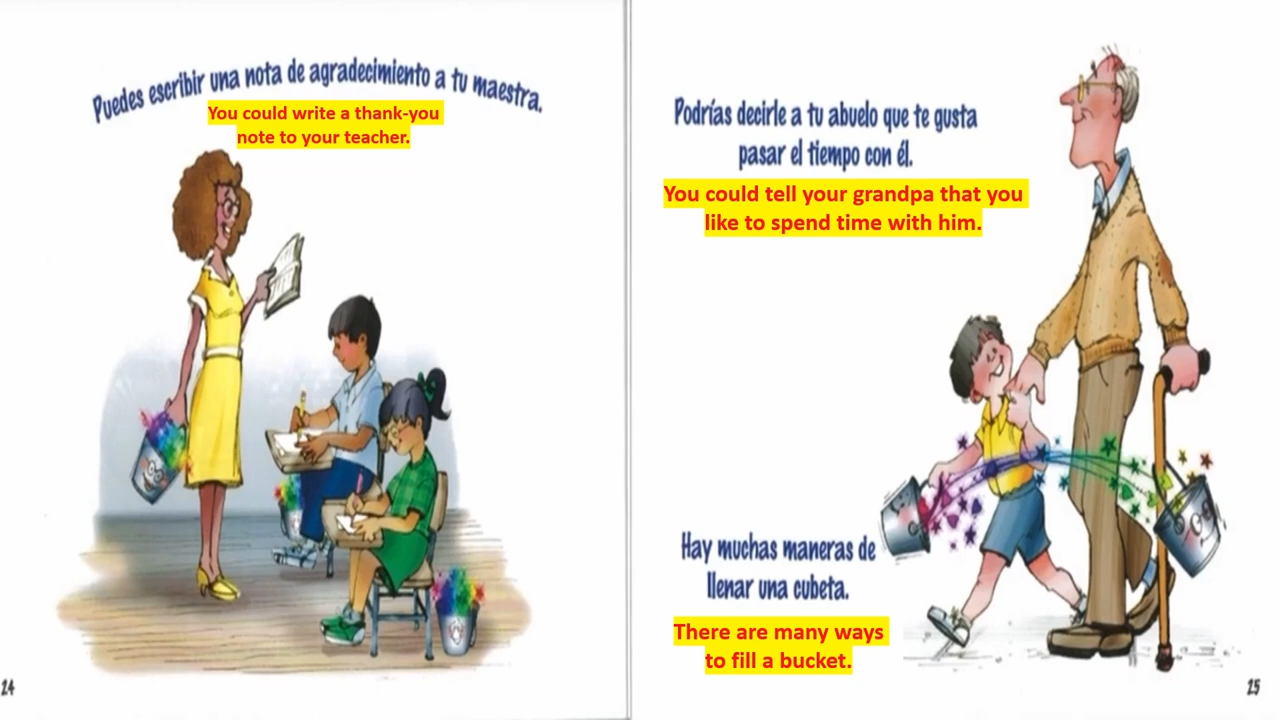 Puedes escribir una nota de agradecimiento a tu maestra.
You could write a thank-you
note to your teacher.
24
Podrías decirle a tu abuelo que te gusta
pasar el tiempo con él.
You could tell your grandpa that you
like to spend time with him.
Hay muchas maneras de
llenar una cubeta.
There are many ways
to fill a bucket.
25